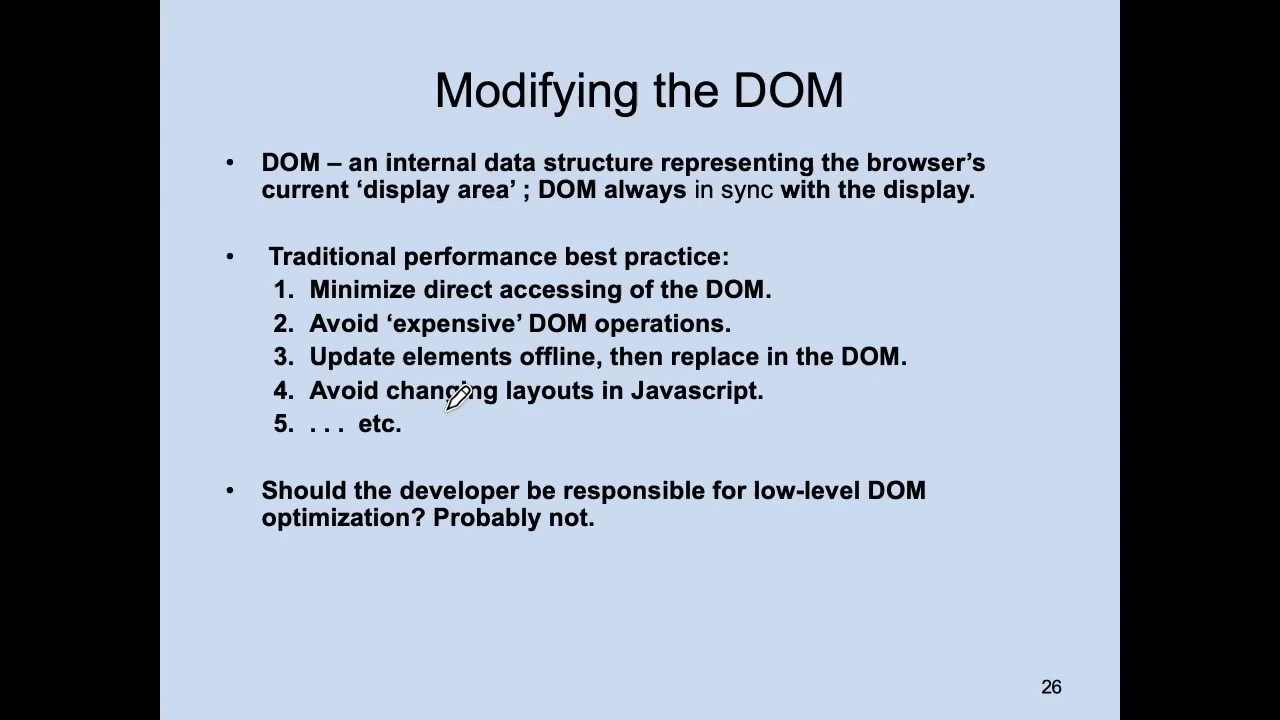 Modifying the DOM
• DOM – an internal data structure representing the browser’s
current ‘display area’ ; DOM always in sync with the display.
• Traditional performance best practice:
1. Minimize direct accessing of the DOM.
2. Avoid ‘expensive’ DOM operations.
3. Update elements offline, then replace in the DOM.
4. Avoid changing layouts in Javascript.
5. . . . etc.
• Should the developer be responsible for low-level DOM
optimization? Probably not.
26